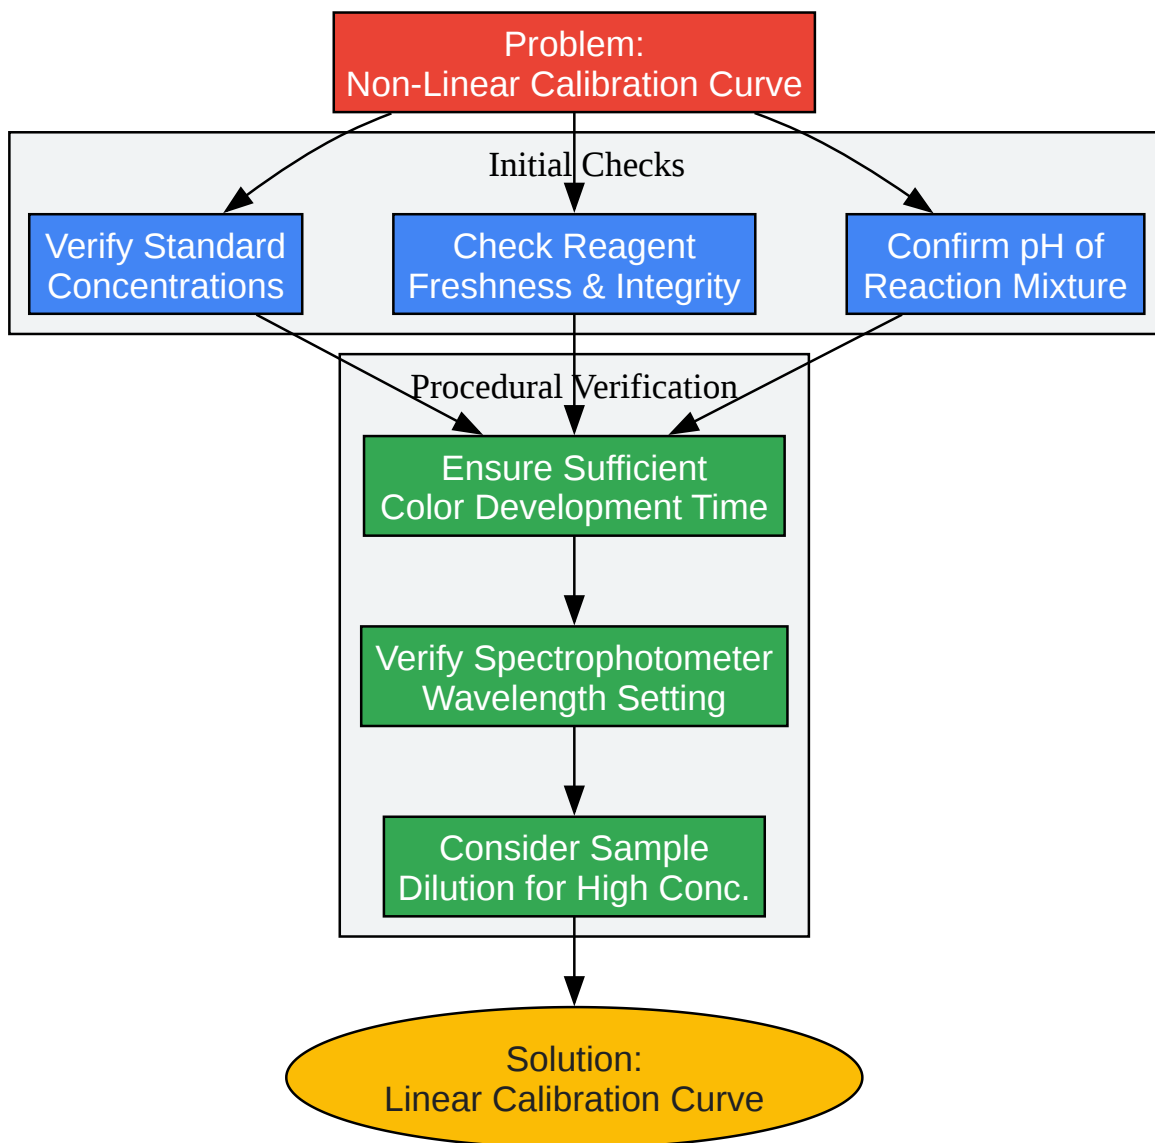 Problem:
Non-Linear Calibration Curve
Initial Checks
Verify Standard
Concentrations
Check Reagent
Freshness & Integrity
Confirm pH of
Reaction Mixture
Procedural Verification
Ensure Sufficient
Color Development Time
Verify Spectrophotometer
Wavelength Setting
Consider Sample
Dilution for High Conc.
Solution:
Linear Calibration Curve